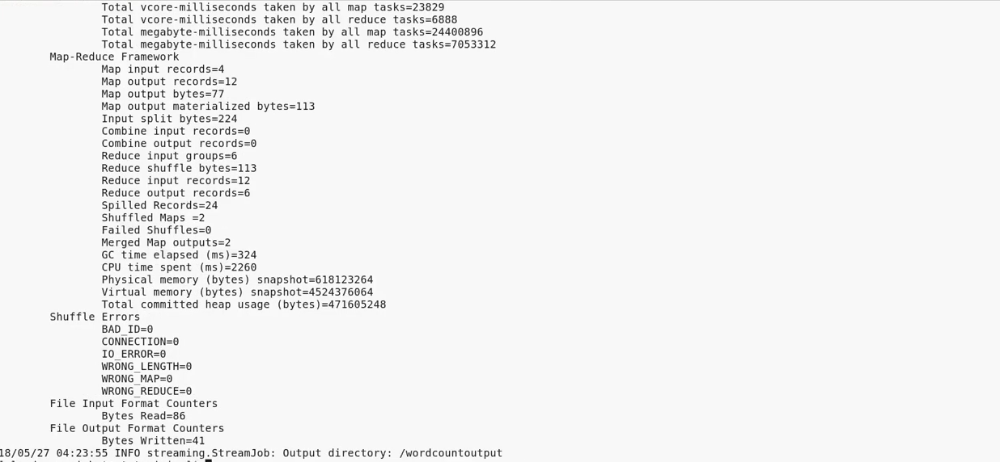 Total vcore-milliseconds taken by all map tasks=23829
Total vcore-milliseconds taken by all reduce tasks=6888
Total megabyte-milliseconds taken by all map tasks=24400896
Total megabyte-milliseconds taken by all reduce tasks=7053312
Map-Reduce Framework
Map input records=4
Map output records=12
Map output bytes=77
Map output materialized bytes=113
Input split bytes=224
Combine input records=0
Combine output records=0
Reduce input groups=6
Reduce shuffle bytes=113
Reduce input records=12
Reduce output records=6
Spilled Records=24
Shuffled Maps =2
Failed Shuffles=0
Merged Map outputs=2
GC time elapsed (ms)=324
CPU time spent (ms)=2260
Physical memory (bytes) snapshot=618123264
Virtual memory (bytes) snapshot=4524376064
Total committed heap usage (bytes)=471605248
Shuffle Errors
BAD_ID=0
CONNECTION=0
IO_ERROR=0
WRONG_LENGTH=0
WRONG_MAP=0
WRONG_REDUCE=0
File Input Format Counters
Bytes Read=86
File Output Format Counters
Bytes Written=41
18/05/27 04:23:55 INFO streaming.StreamJob: Output directory: /wordcountoutput